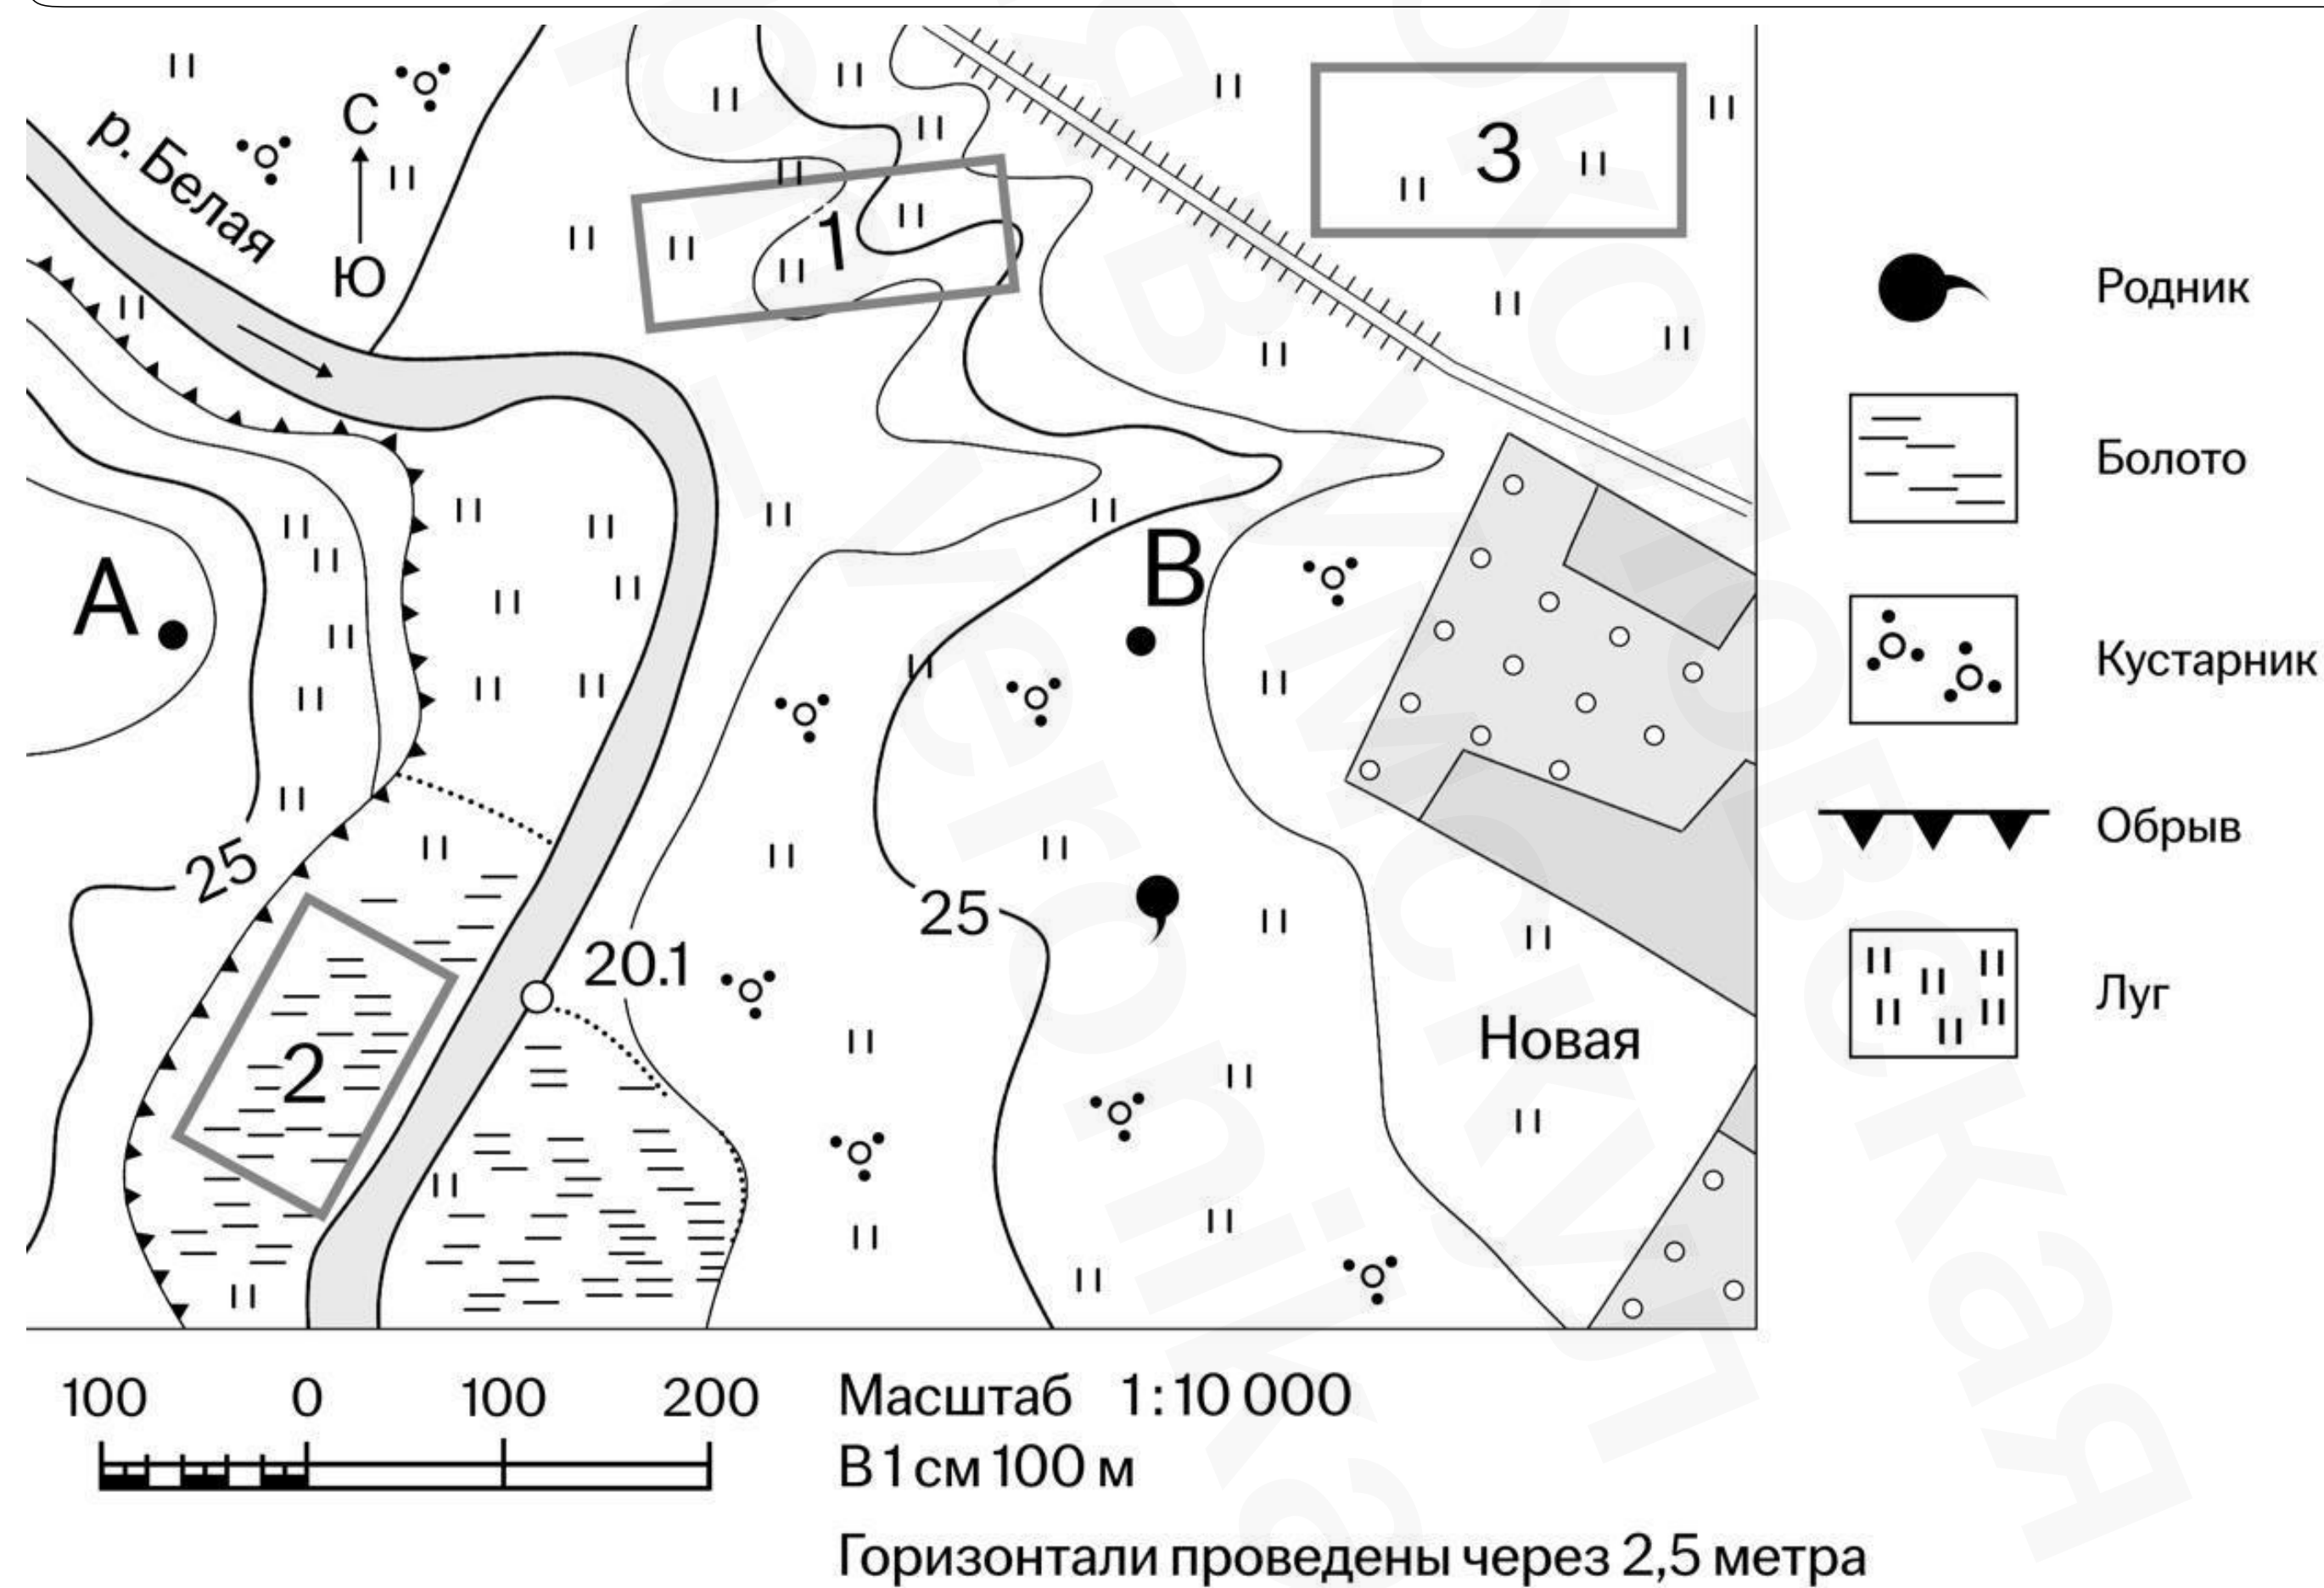 С
р. Белая
Ю
1
3
А
В
25
25
20.1
2
Новая
Родник
Болото
Кустарник
Обрыв
Луг
100 0 100 200
Масштаб 1:10 000
В 1 см 100 м
Горизонтали проведены через 2,5 метра